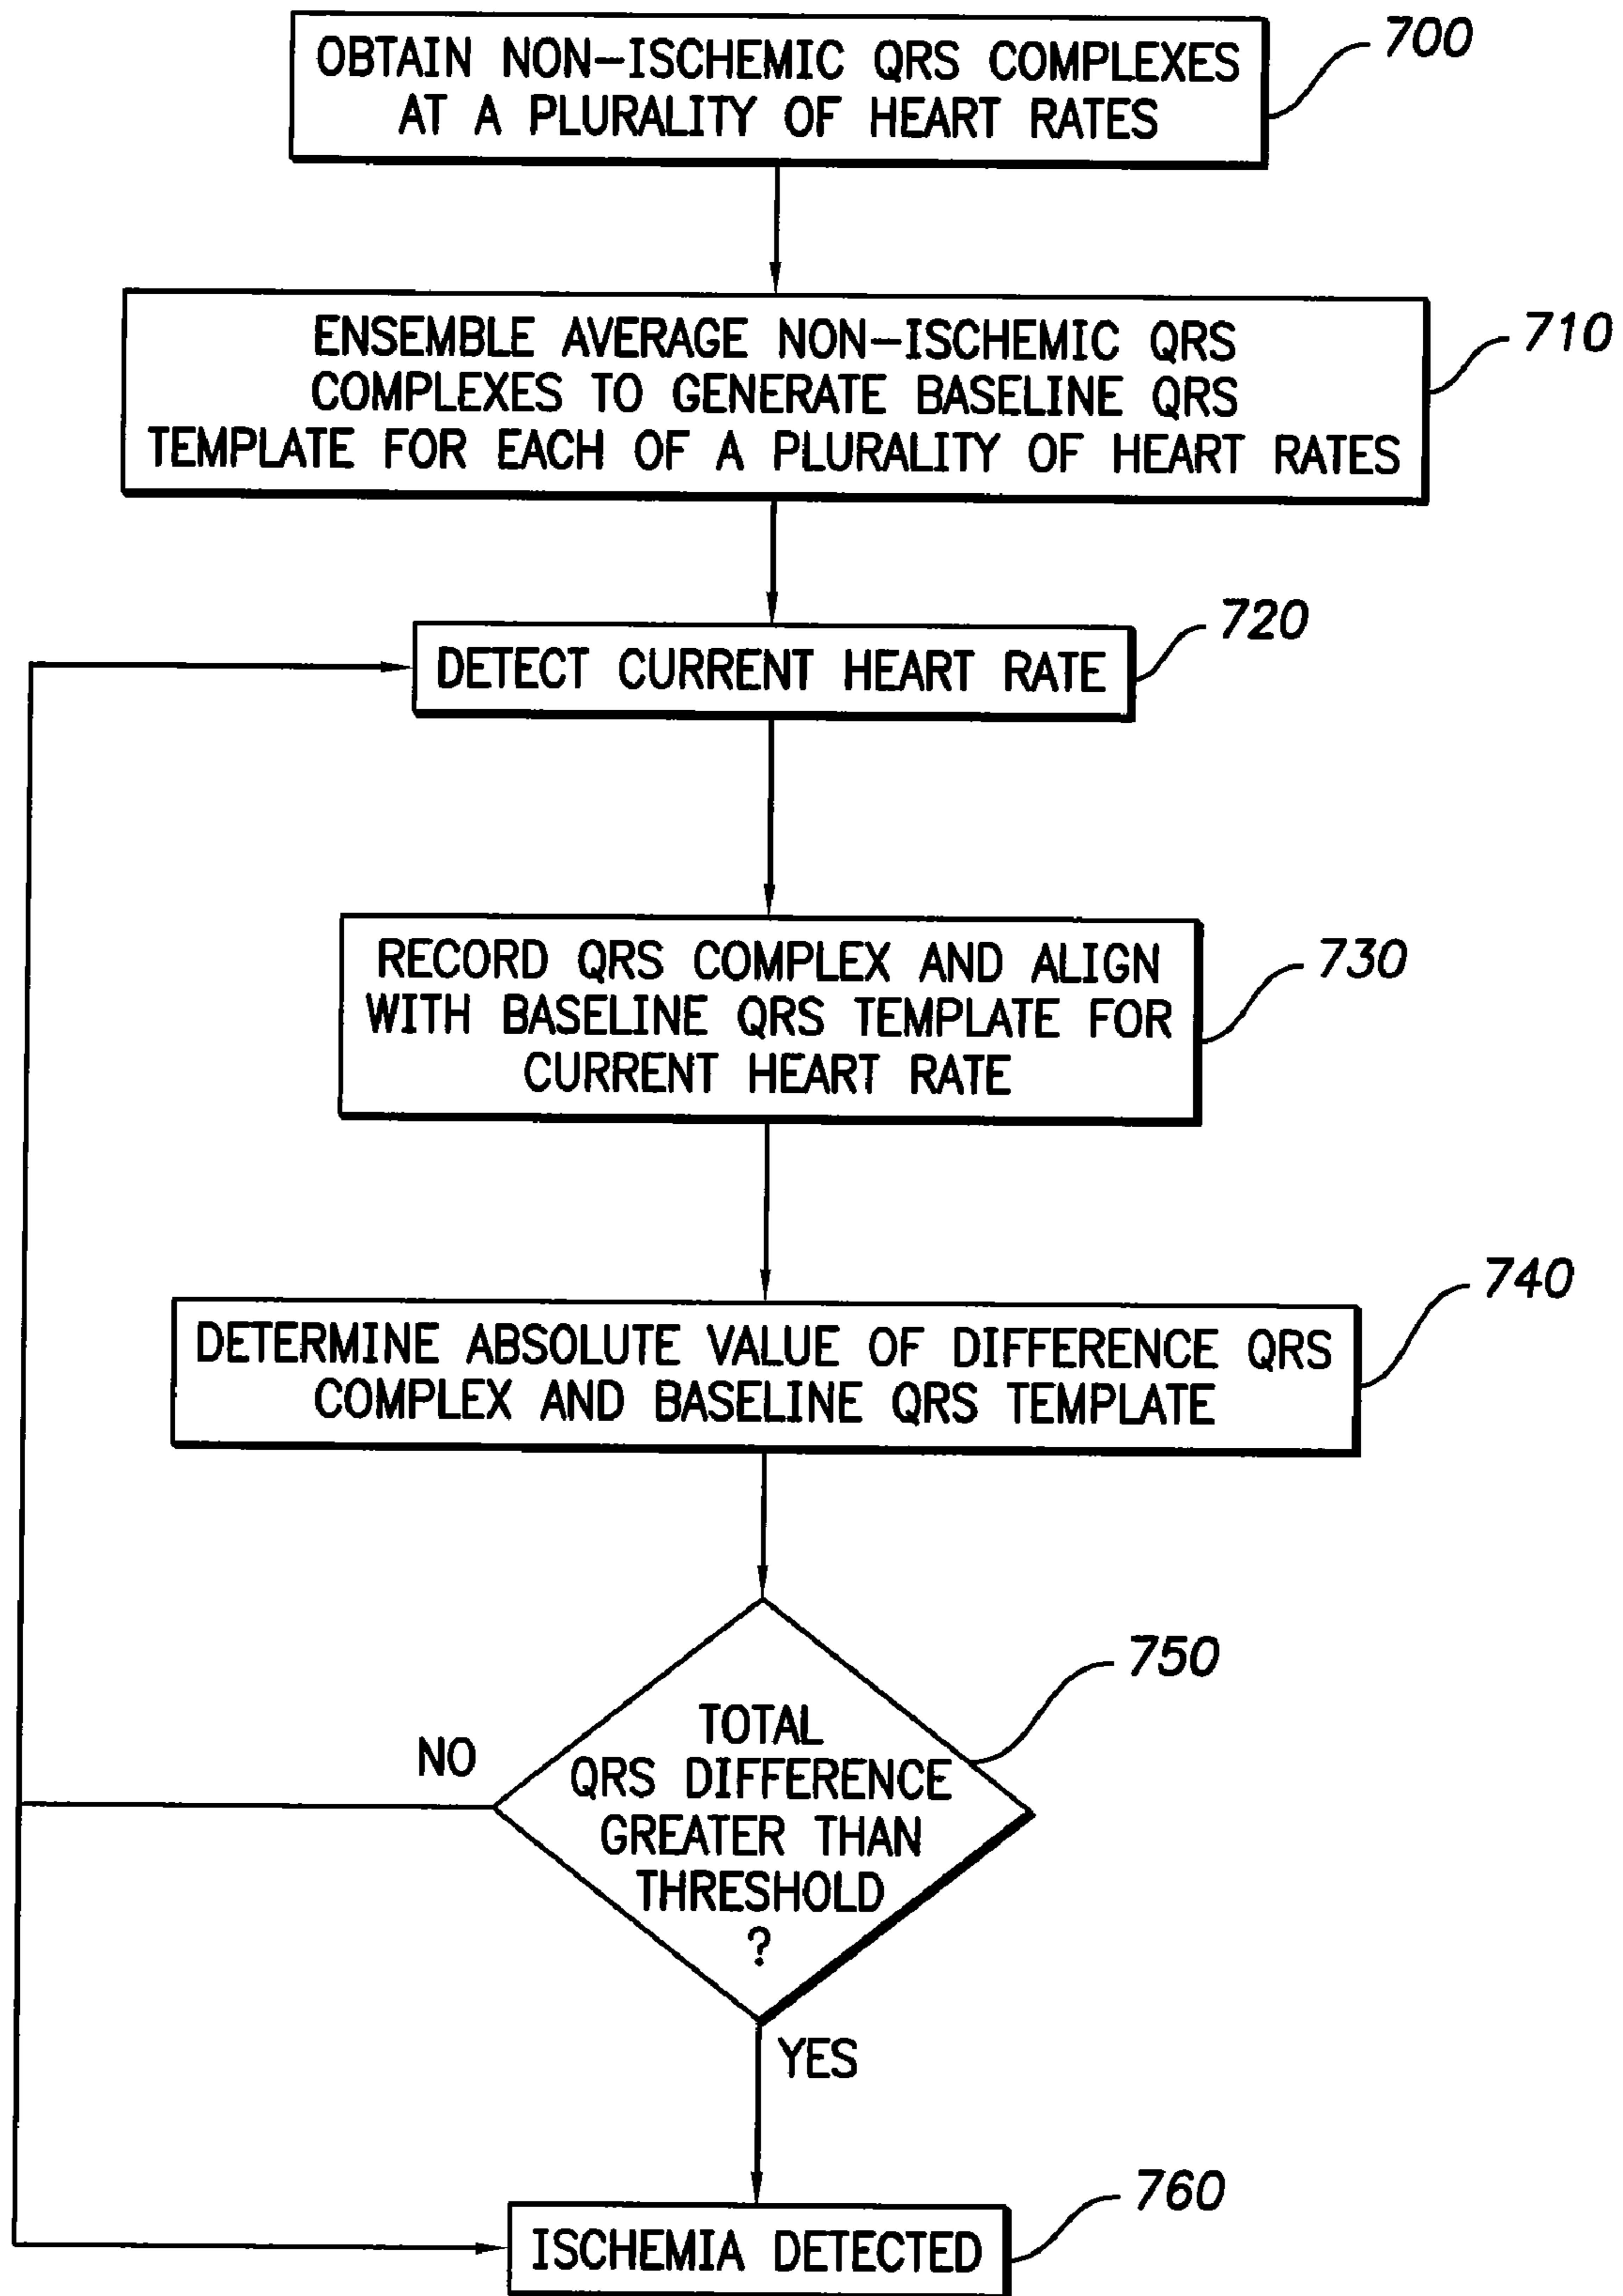 OBTAIN NON-ISCHEMIC QRS COMPLEXES
AT A PLURALITY OF HEART RATES
700
ENSEMBLE AVERAGE NON-ISCHEMIC QRS
COMPLEXES TO GENERATE BASELINE QRS
TEMPLATE FOR EACH OF A PLURALITY OF HEART RATES
710
DETECT CURRENT HEART RATE
720
RECORD QRS COMPLEX AND ALIGN
WITH BASELINE QRS TEMPLATE FOR
CURRENT HEART RATE
730
DETERMINE ABSOLUTE VALUE OF DIFFERENCE QRS
COMPLEX AND BASELINE QRS TEMPLATE
740
TOTAL
QRS DIFFERENCE
GREATER THAN
THRESHOLD
?
750
NO
YES
ISCHEMIA DETECTED
760